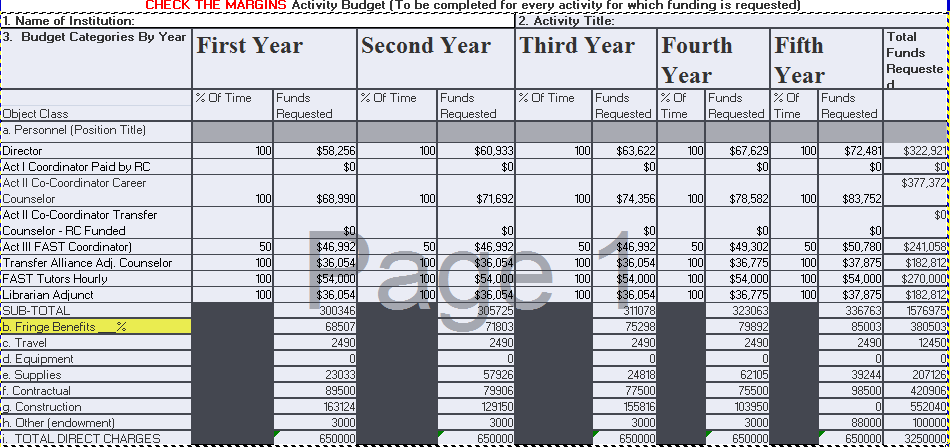 CHECK THE MARGINS Activity Budget (To be completed for every activity for which funding is requested)
1. Name of Institution: 2. Activity Title:
3. Budget Categories By Year First Year Second Year Third Year Fourth Year Fifth Year Total Funds Requested
Object Class % Of Time Funds Requested % Of Time Funds Requested % Of Time Funds Requested % Of Time Funds Requested % Of Time Funds Requested
a. Personnel (Position Title)
Director 100 $58,256 100 $60,933 100 $63,622 100 $67,629 100 $72,481 $322,921
Act I Coordinator Paid by RC $0 $0 $0 $0 $0 $0
Act II Co-Coordinator Career Counselor 100 $68,990 100 $71,692 100 $74,356 100 $78,582 100 $83,752 $377,372
Act II Co-Coordinator Transfer Counselor - RC Funded $0 $0 $0 $0 $0 $0
Act III FAST Coordinator) 50 $46,992 50 $46,992 50 $46,992 50 $49,302 50 $50,780 $241,058
Transfer Alliance Adj. Counselor 100 $36,054 100 $36,054 100 $36,054 100 $36,775 100 $37,875 $182,812
FAST Tutors Hourly 100 $54,000 100 $54,000 100 $54,000 100 $54,000 100 $54,000 $270,000
Librarian Adjunct 100 $36,054 100 $36,054 100 $36,054 100 $36,775 100 $37,875 $182,812
SUB-TOTAL 300346 305725 311078 323063 336763 1576975
b. Fringe Benefits ___% 68507 71803 75298 79892 85003 380503
c. Travel 2490 2490 2490 2490 2490 12450
d. Equipment 0 0 0 0 0 0
e. Supplies 23033 57926 24818 62105 39244 207126
f. Contractual 89500 79906 77500 75500 98500 420906
g. Construction 163124 129150 155816 103950 0 552040
h. Other (endowment) 3000 3000 3000 3000 88000 100000
i. TOTAL DIRECT CHARGES 650000 650000 650000 650000 650000 3250000
Page 1